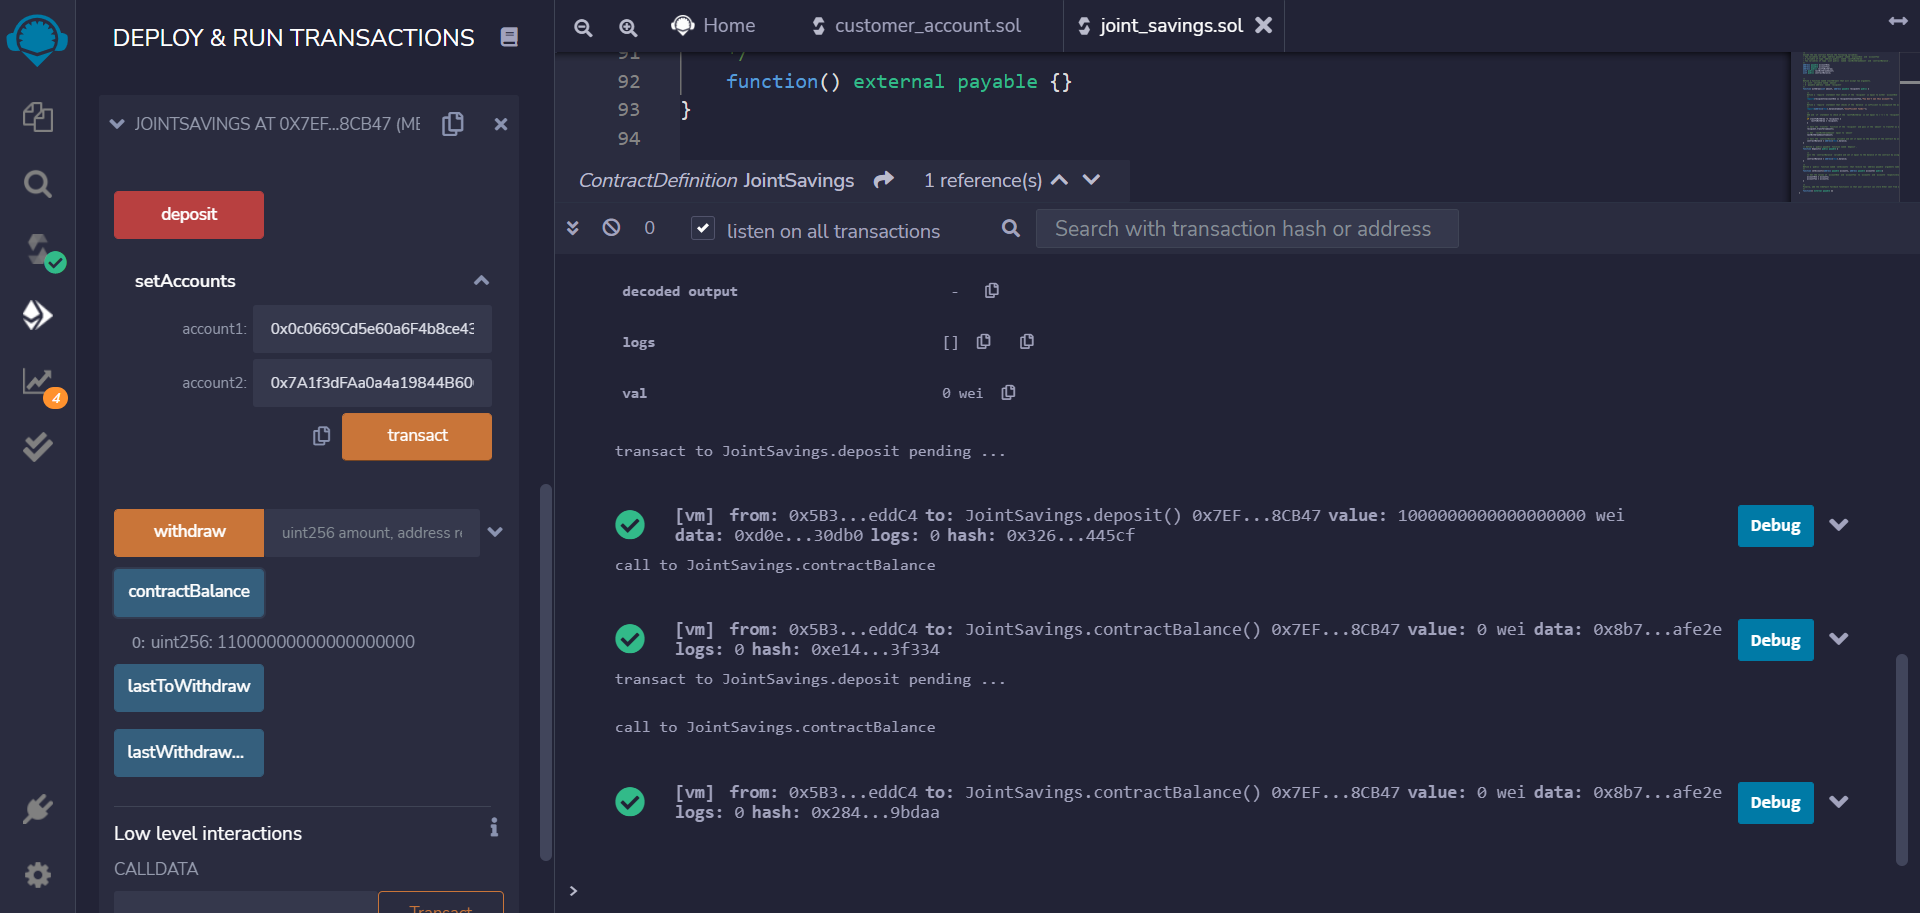 DEPLOY & RUN TRANSACTIONS
JOINTSAVINGS AT 0X7EF...8CB47 (ME
deposit
setAccounts
account1: 0x0c0669Cd5e60a6F4b8ce43
account2: 0x7A1f3dFAa0a4a19844B60
transact
withdraw uint256 amount, address re
contractBalance
0: uint256: 11000000000000000000
lastToWithdraw
lastWithdraw...
Low level interactions
CALLDATA
Transact
4
Home customer_account.sol joint_savings.sol
91 */
92 function() external payable {}
93 }
94
ContractDefinition JointSavings 1 reference(s)
0 listen on all transactions Search with transaction hash or address
decoded output -
logs []
val 0 wei
transact to JointSavings.deposit pending ...
[vm] from: 0x5B3...eddC4 to: JointSavings.deposit() 0x7EF...8CB47 value: 1000000000000000000 wei
data: 0xd0e...30db0 logs: 0 hash: 0x326...445cf
Debug
call to JointSavings.contractBalance
[vm] from: 0x5B3...eddC4 to: JointSavings.contractBalance() 0x7EF...8CB47 value: 0 wei data: 0x8b7...afe2e
logs: 0 hash: 0xe14...3f334
Debug
transact to JointSavings.deposit pending ...
call to JointSavings.contractBalance
[vm] from: 0x5B3...eddC4 to: JointSavings.contractBalance() 0x7EF...8CB47 value: 0 wei data: 0x8b7...afe2e
logs: 0 hash: 0x284...9bdaa
Debug
>